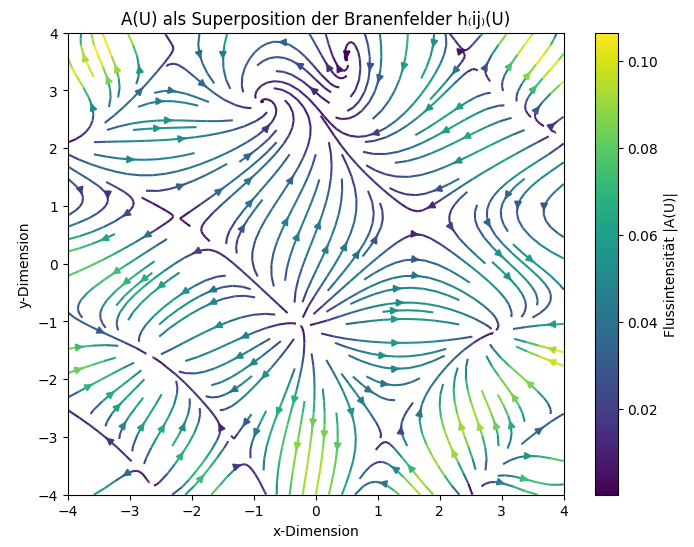 A(U) als Superposition der Branenfelder h₍ij₎(U)
4
3
2
1
0
−1
−2
−3
−4
y-Dimension
−4 −3 −2 −1 0 1 2 3 4
x-Dimension
0.10
0.08
0.06
0.04
0.02
Flussintensität |A(U)|